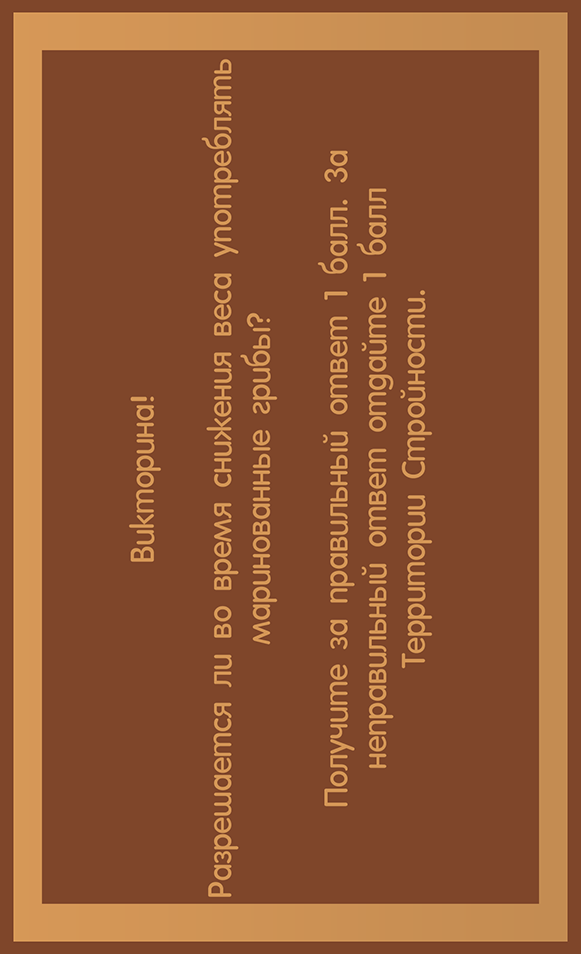 Викторина!
Разрешается ли во время снижения веса употреблять
маринованные грибы?
Получите за правильный ответ 1 балл. За
неправильный ответ отдайте 1 балл
Территории Стройности.